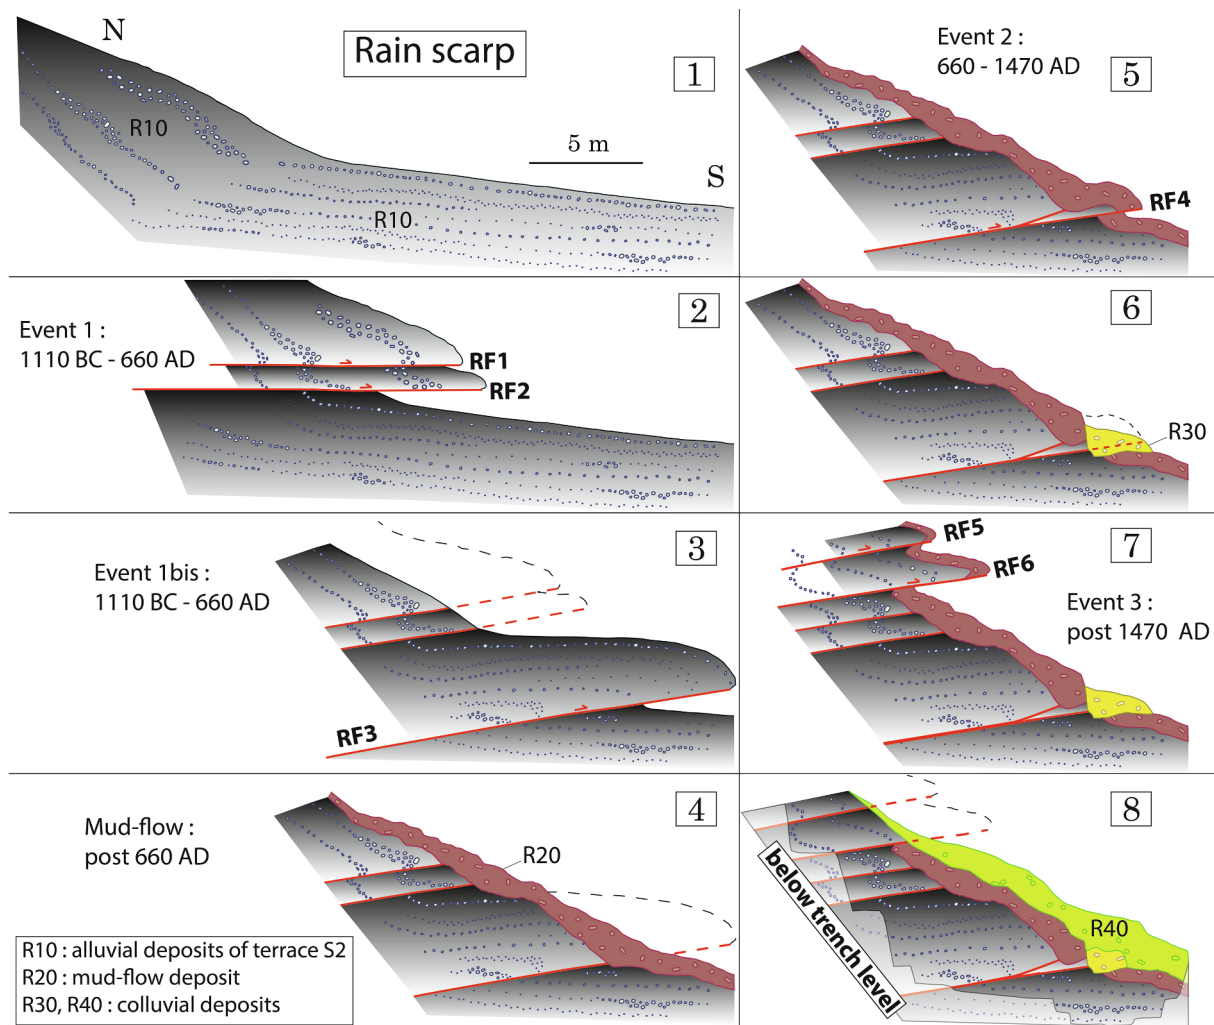 N
Rain scarp
1
R10
5 m
S
R10
Event 1 :
1110 BC - 660 AD
2
RF1
RF2
Event 1bis :
1110 BC - 660 AD
3
RF3
Mud-flow :
post 660 AD
4
R20
R10 : alluvial deposits of terrace S2
R20 : mud-flow deposit
R30, R40 : colluvial deposits
Event 2 :
660 - 1470 AD
5
RF4
6
R30
RF5
7
RF6
Event 3 :
post 1470 AD
8
below trench level
R40